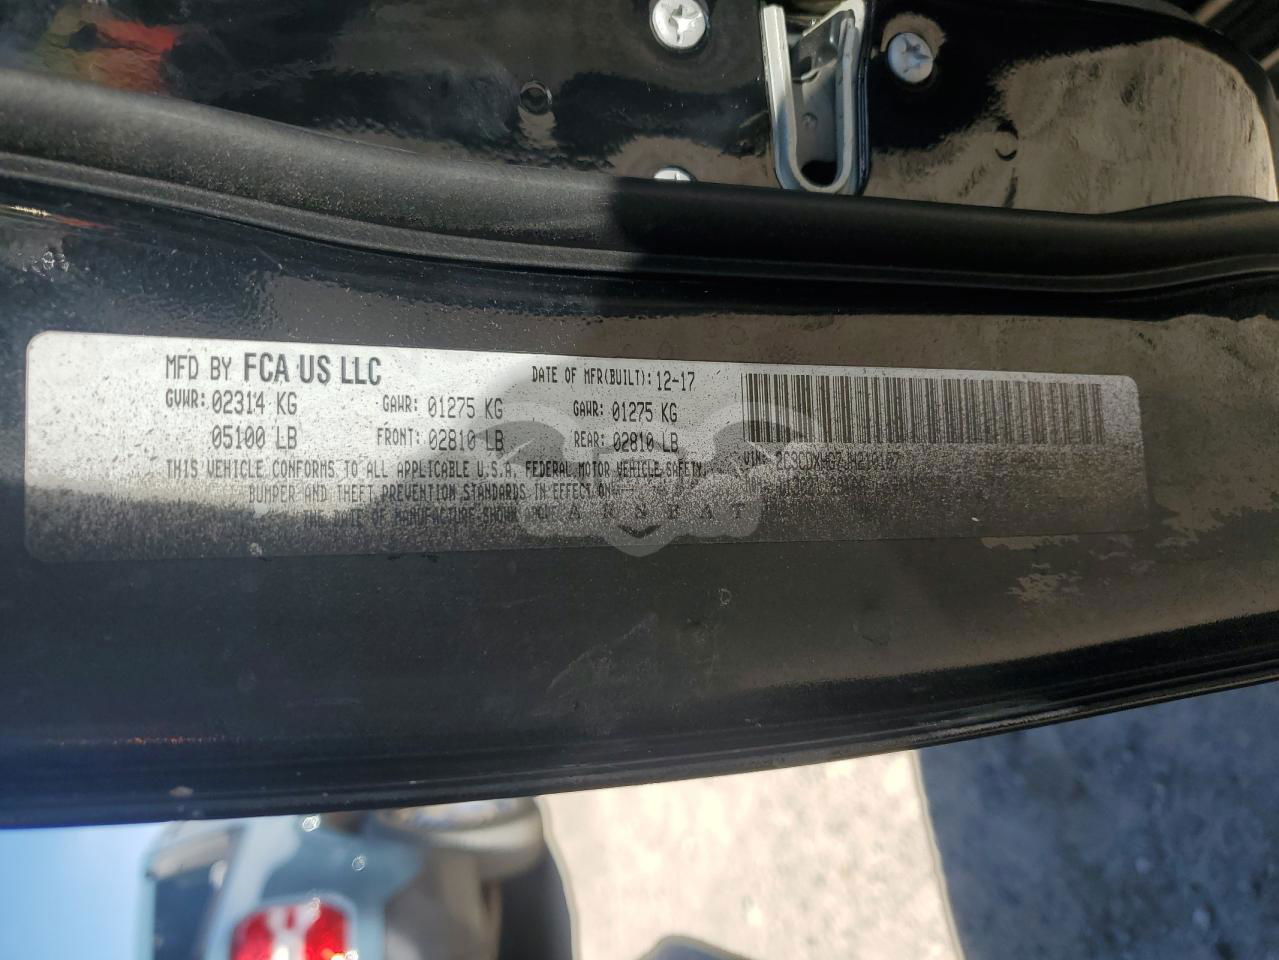 MFD BY FCA US LLC DATE OF MFR(BUILT): 12-17
GVWR: 02314 KG GAWR: 01275 KG GAWR: 01275 KG
05100 LB FRONT: 02810 LB REAR: 02810 LB
THIS VEHICLE CONFORMS TO ALL APPLICABLE U.S.A. FEDERAL MOTOR VEHICLE SAFETY, VIN:
BUMPER AND THEFT PREVENTION STANDARDS IN EFFECT ON
THE DATE OF MANUFACTURE SHOWN